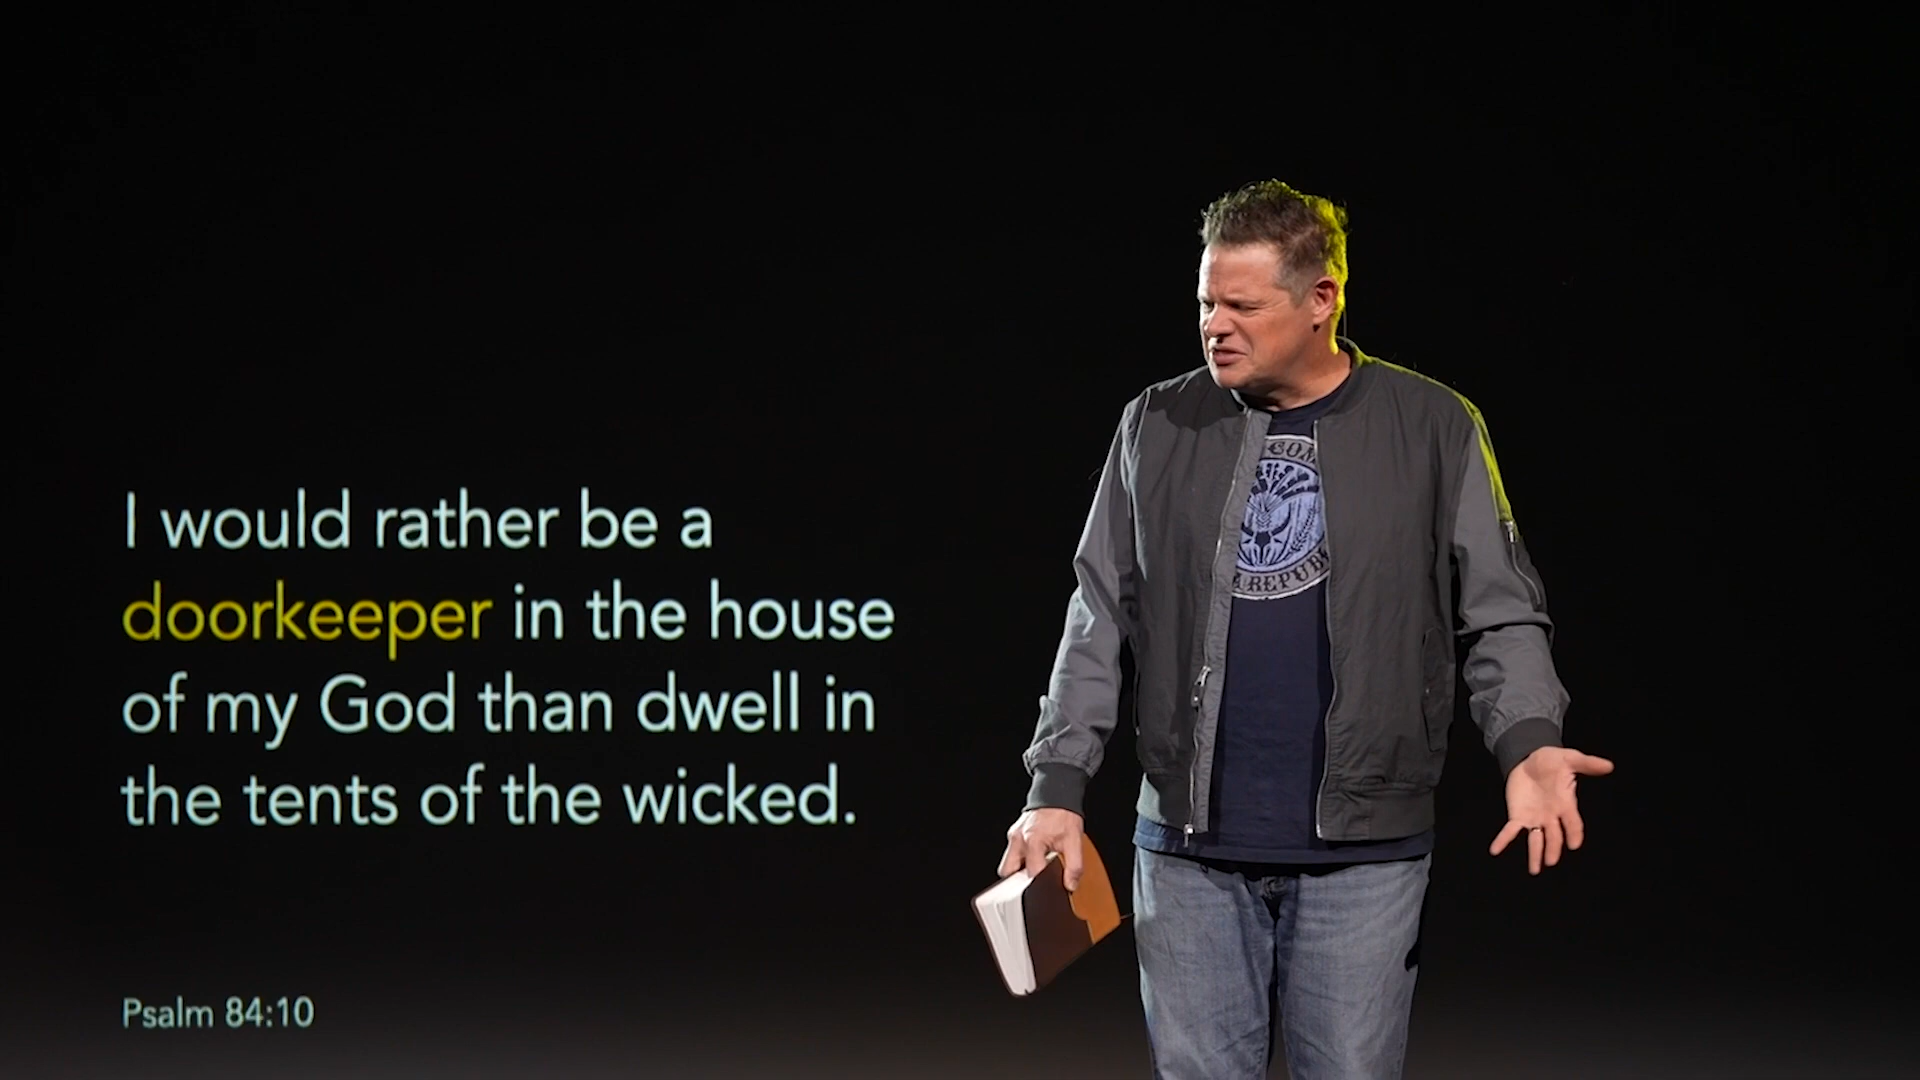 I would rather be a
doorkeeper in the house
of my God than dwell in
the tents of the wicked.
Psalm 84:10